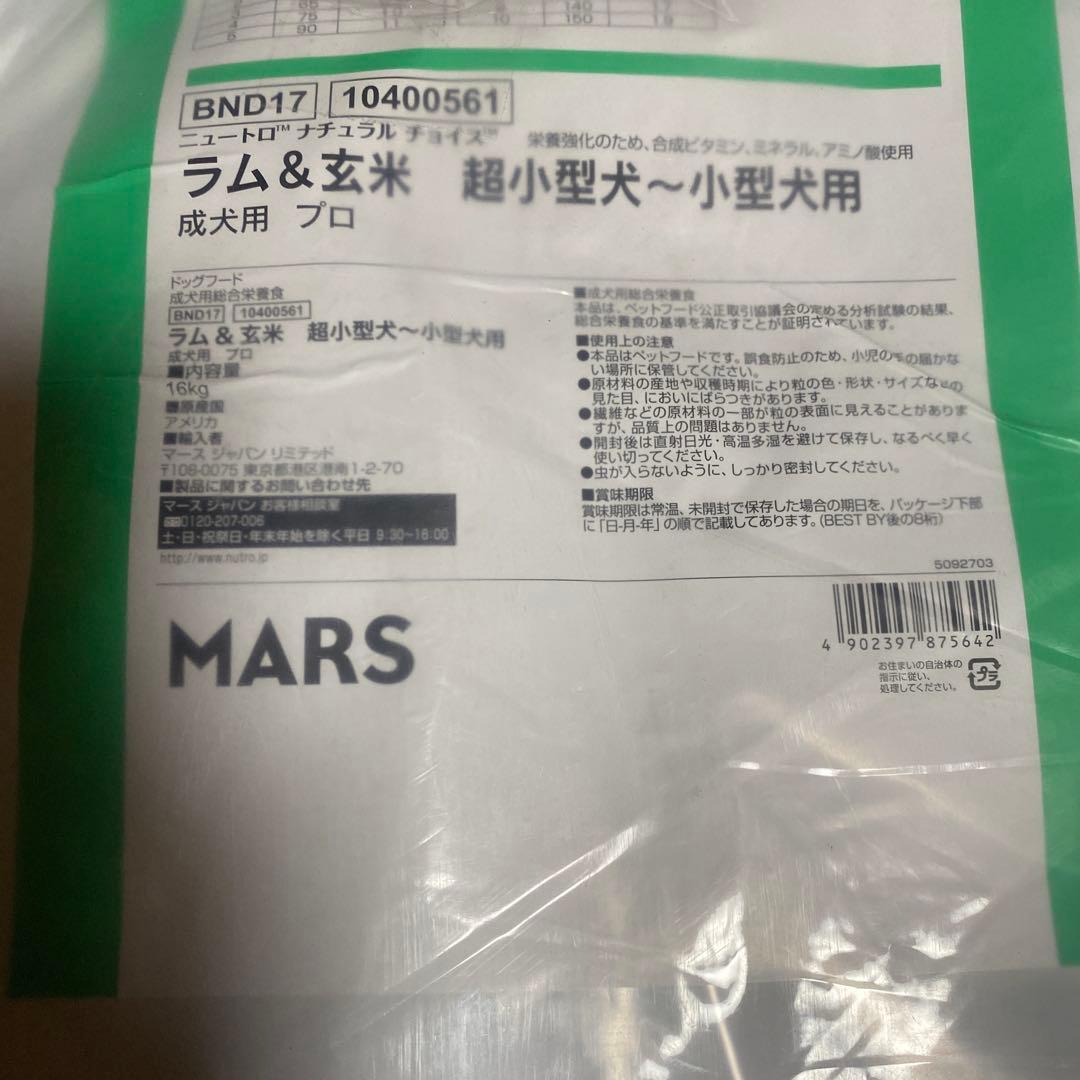 65
140
4 75 11 10 150 19
5 90
BND17 10400561
ニュートロ™ ナチュラル チョイス™
栄養強化のため、合成ビタミン、ミネラル、アミノ酸使用
ラム&玄米 超小型犬～小型犬用
成犬用 プロ
ドッグフード
成犬用総合栄養食
BND17 10400561
ラム&玄米 超小型犬～小型犬用
成犬用 プロ
■内容量
16kg
■原産国
アメリカ
■輸入者
マース ジャパン リミテッド
〒108-0075 東京都港区港南1-2-70
■製品に関するお問い合わせ先
マース ジャパン お客様相談室
0120-207-006
土・日・祝祭日・年末年始を除く平日 9:30~16:00
http://www.nutro.jp
■成犬用総合栄養食
本品は、ペットフード公正取引協議会の定める分析試験の結果、
総合栄養食の基準を満たすことが証明されています。
■使用上の注意
●本品はペットフードです。誤食防止のため、小児の手の届かな
い場所に保管してください。
●原材料の産地や収穫時期により粒の色・形状・サイズなどの
見た目、においにばらつきがあります。
●繊維などの原材料の一部が粒の表面に見えることがありま
すが、品質上の問題はありません。
●開封後は直射日光・高温多湿を避けて保存し、なるべく早く
使い切ってください。
●虫が入らないように、しっかり密封してください。
■賞味期限
賞味期限は常温、未開封で保存した場合の期日を、パッケージ下部
に「日-月-年」の順で記載してあります。(BEST BY後の8桁)
5092703
MARS
4 902397 875642
お住まいの自治体の
指示に従い、
処理してください。
プラ